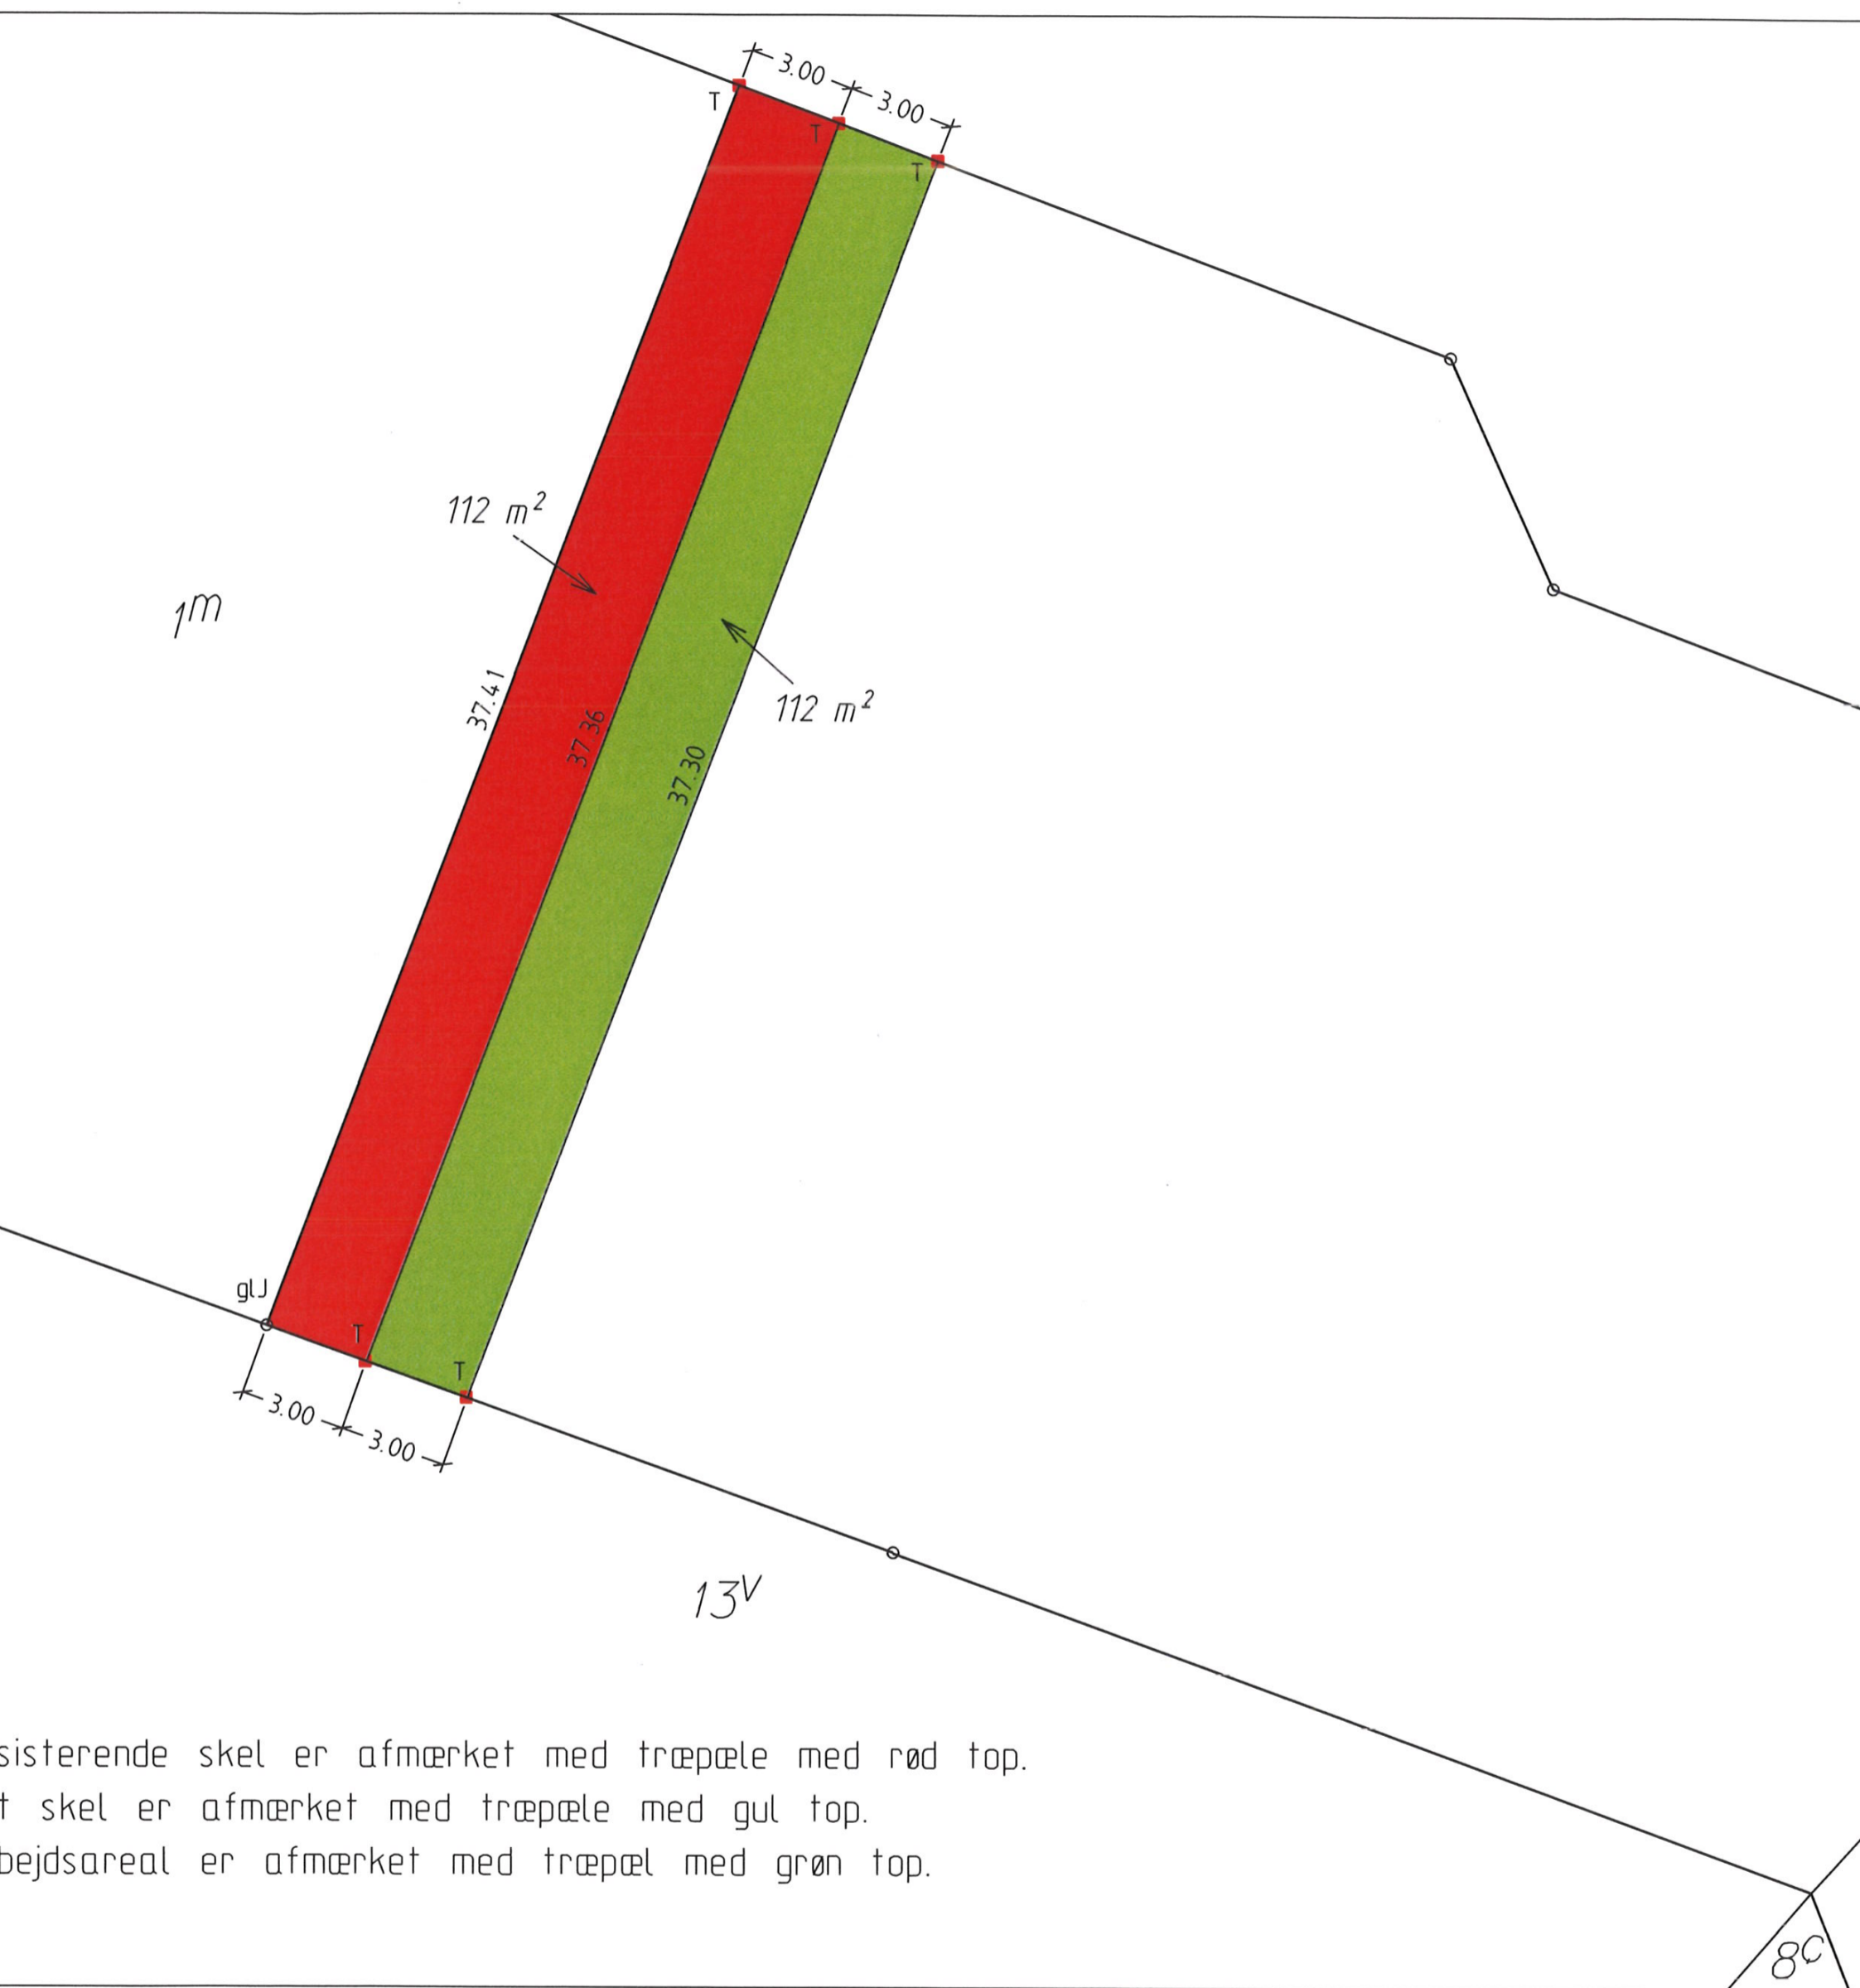 3.00
3.00
T
T
T
112 m²
1m
112 m²
37.41
37.36
37.30
glJ
T
T
3.00
3.00
13v
sisterende skel er afmærket med træpæle med rød top.
t skel er afmærket med træpæle med gul top.
bejdsareal er afmærket med træpæl med grøn top.
8c